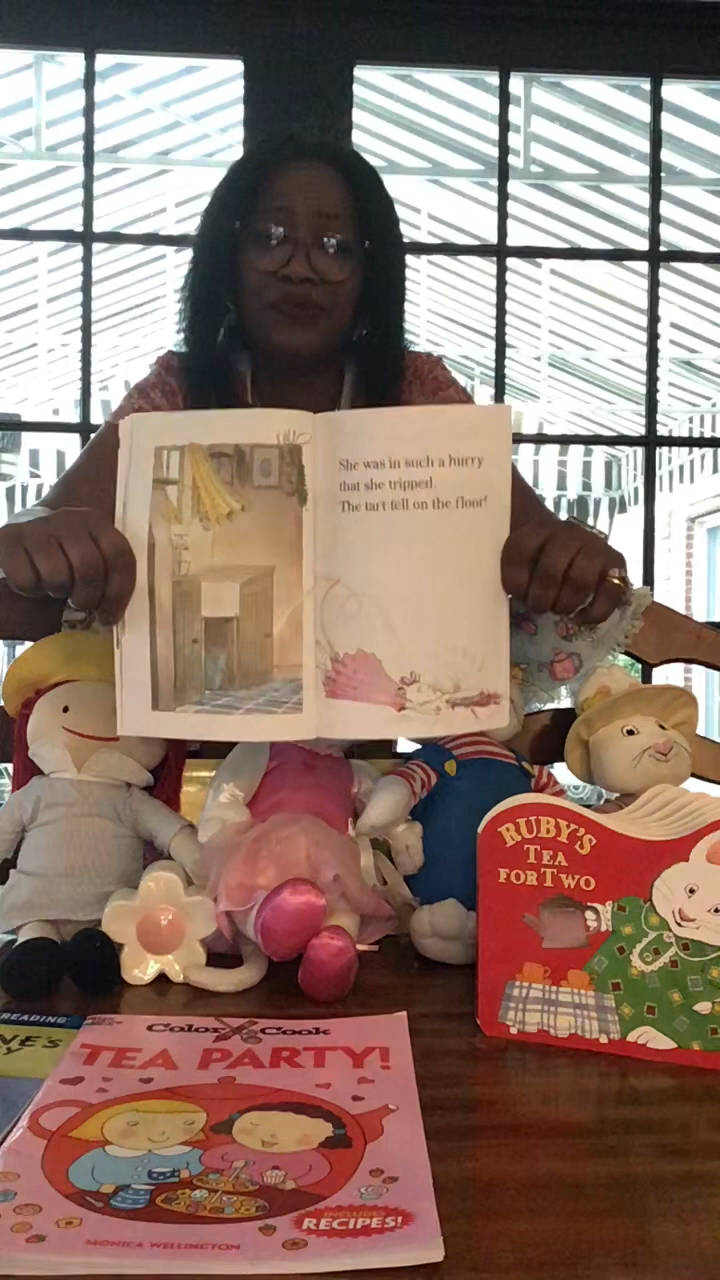 She was in such a hurry
that she tripped.
The tart fell on the floor!
RUBY'S
TEA
FOR TWO
READING
NE'S
Color Cook
TEA PARTY!
INCLUDES
RECIPES!
MONICA WELLINGTON